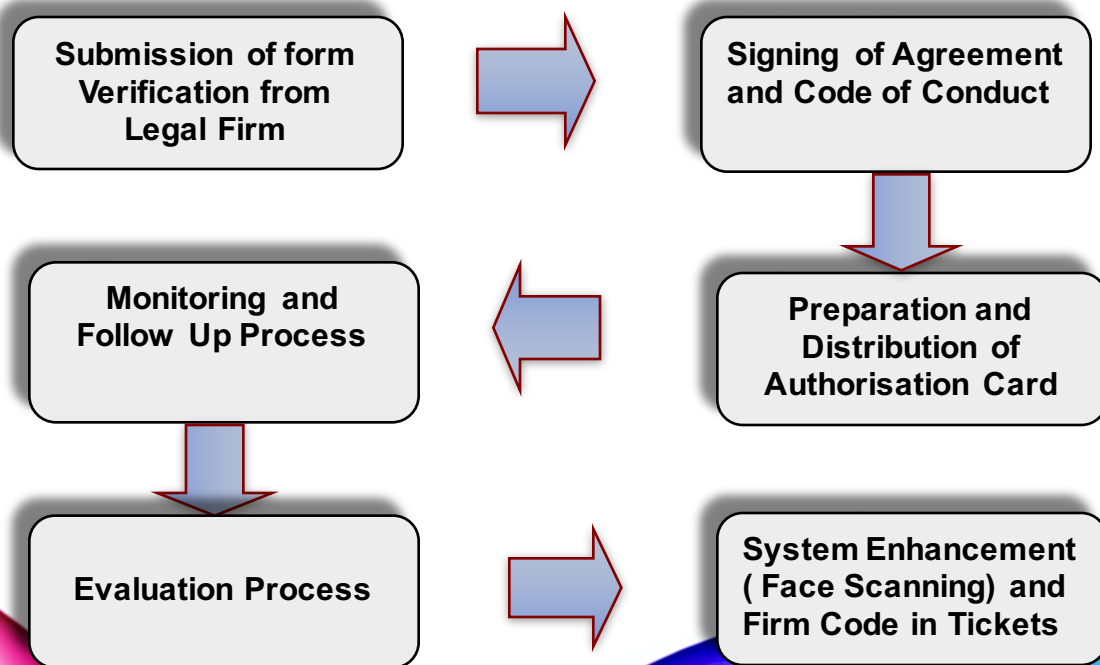 Submission of form
Verification from
Legal Firm
Signing of Agreement
and Code of Conduct
Preparation and
Distribution of
Authorisation Card
Monitoring and
Follow Up Process
Evaluation Process
System Enhancement
( Face Scanning) and
Firm Code in Tickets